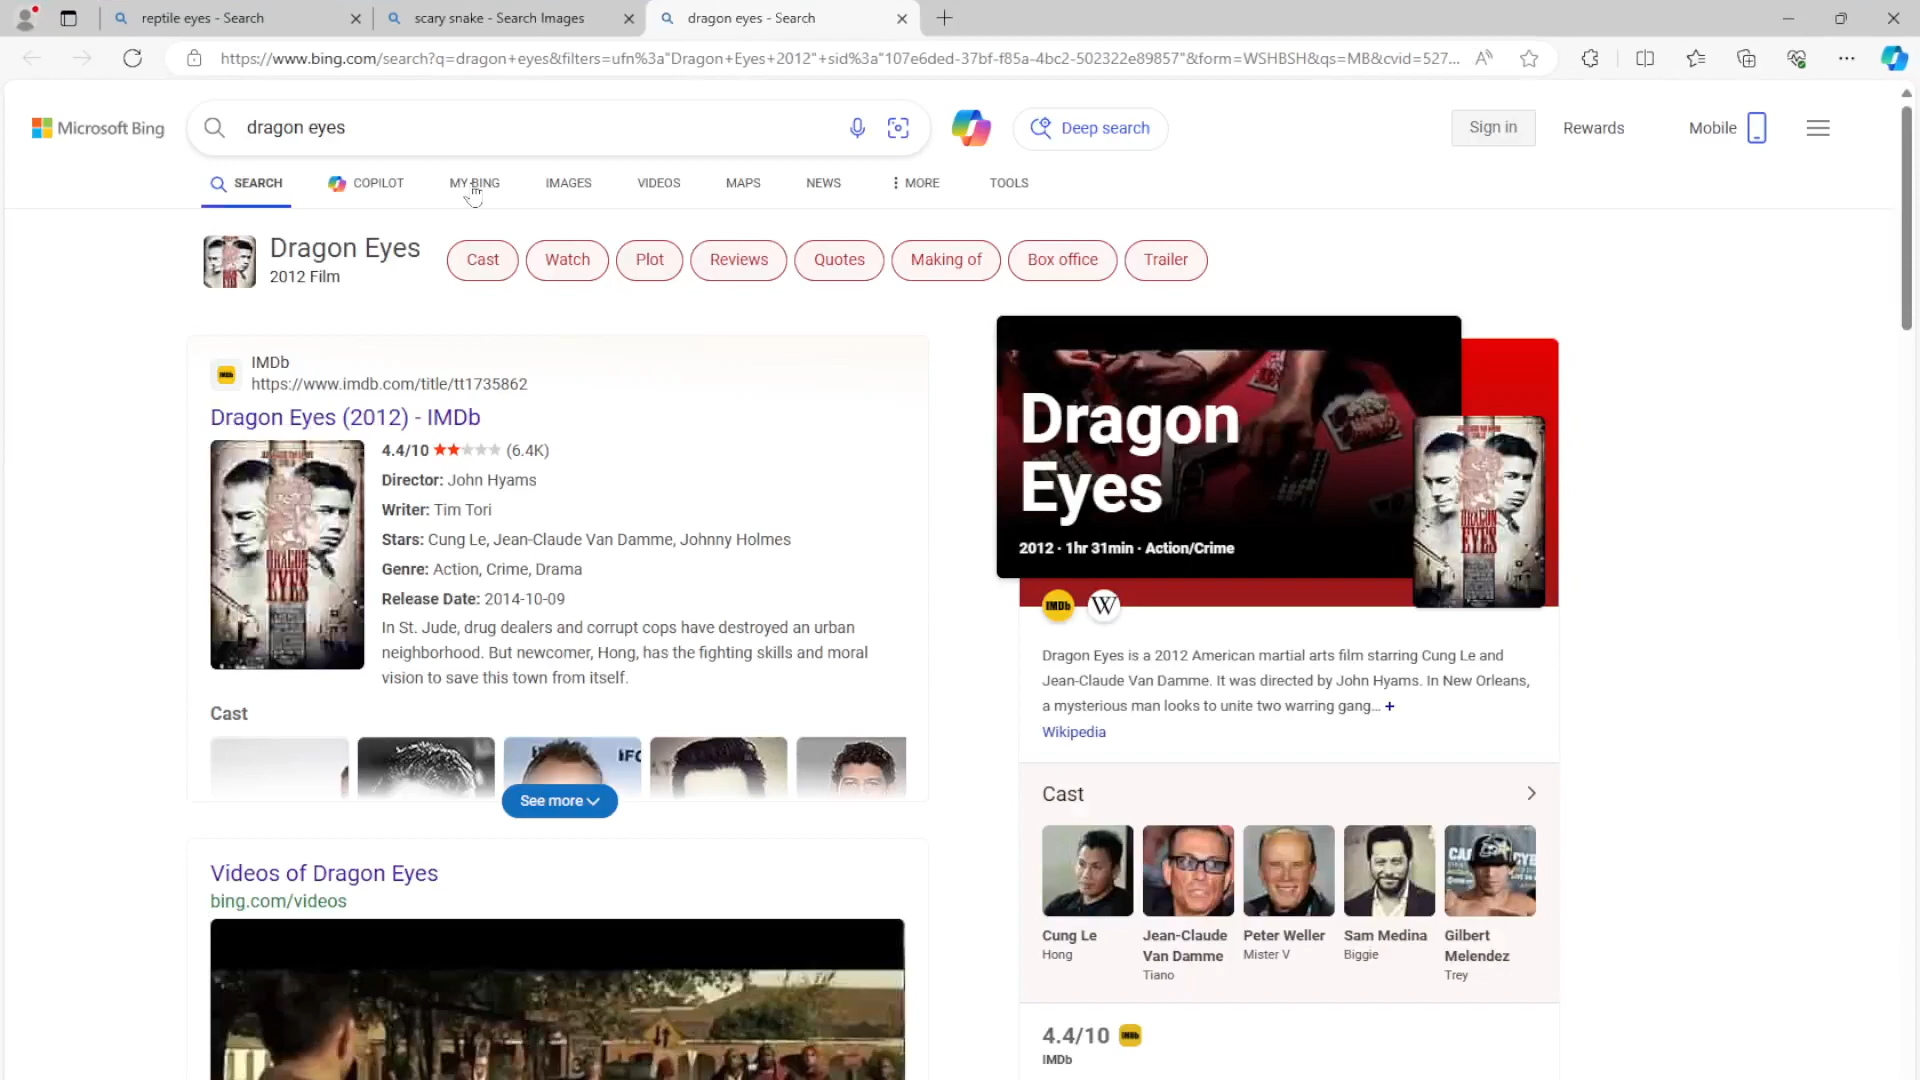 reptile eyes - Search
scary snake - Search Images
dragon eyes - Search
https://www.bing.com/search?q=dragon+eyes&filters=ufn%3a"Dragon+Eyes+2012"+sid%3a"107e6ded-37bf-f85a-4bc2-502322e89857"&form=WSHBSH&qs=MB&cvid=527...
Microsoft Bing
dragon eyes
Deep search
Sign in
Rewards
Mobile
SEARCH
COPILOT
MY BING
IMAGES
VIDEOS
MAPS
NEWS
MORE
TOOLS
Dragon Eyes
2012 Film
Cast
Watch
Plot
Reviews
Quotes
Making of
Box office
Trailer
IMDb
IMDb
https://www.imdb.com/title/tt1735862
Dragon Eyes (2012) - IMDb
DRAGON
EYES
4.4/10 (6.4K)
Director: John Hyams
Writer: Tim Tori
Stars: Cung Le, Jean-Claude Van Damme, Johnny Holmes
Genre: Action, Crime, Drama
Release Date: 2014-10-09
In St. Jude, drug dealers and corrupt cops have destroyed an urban
neighborhood. But newcomer, Hong, has the fighting skills and moral
vision to save this town from itself.
Cast
IFC
See more
Videos of Dragon Eyes
bing.com/videos
Dragon
Eyes
2012 · 1hr 31min · Action/Crime
DRAGON
EYES
IMDb
W
Dragon Eyes is a 2012 American martial arts film starring Cung Le and
Jean-Claude Van Damme. It was directed by John Hyams. In New Orleans,
a mysterious man looks to unite two warring gang... +
Wikipedia
Cast
Cung Le
Hong
Jean-Claude
Van Damme
Tiano
Peter Weller
Mister V
Sam Medina
Biggie
Gilbert
Melendez
Trey
4.4/10
IMDb
IMDb